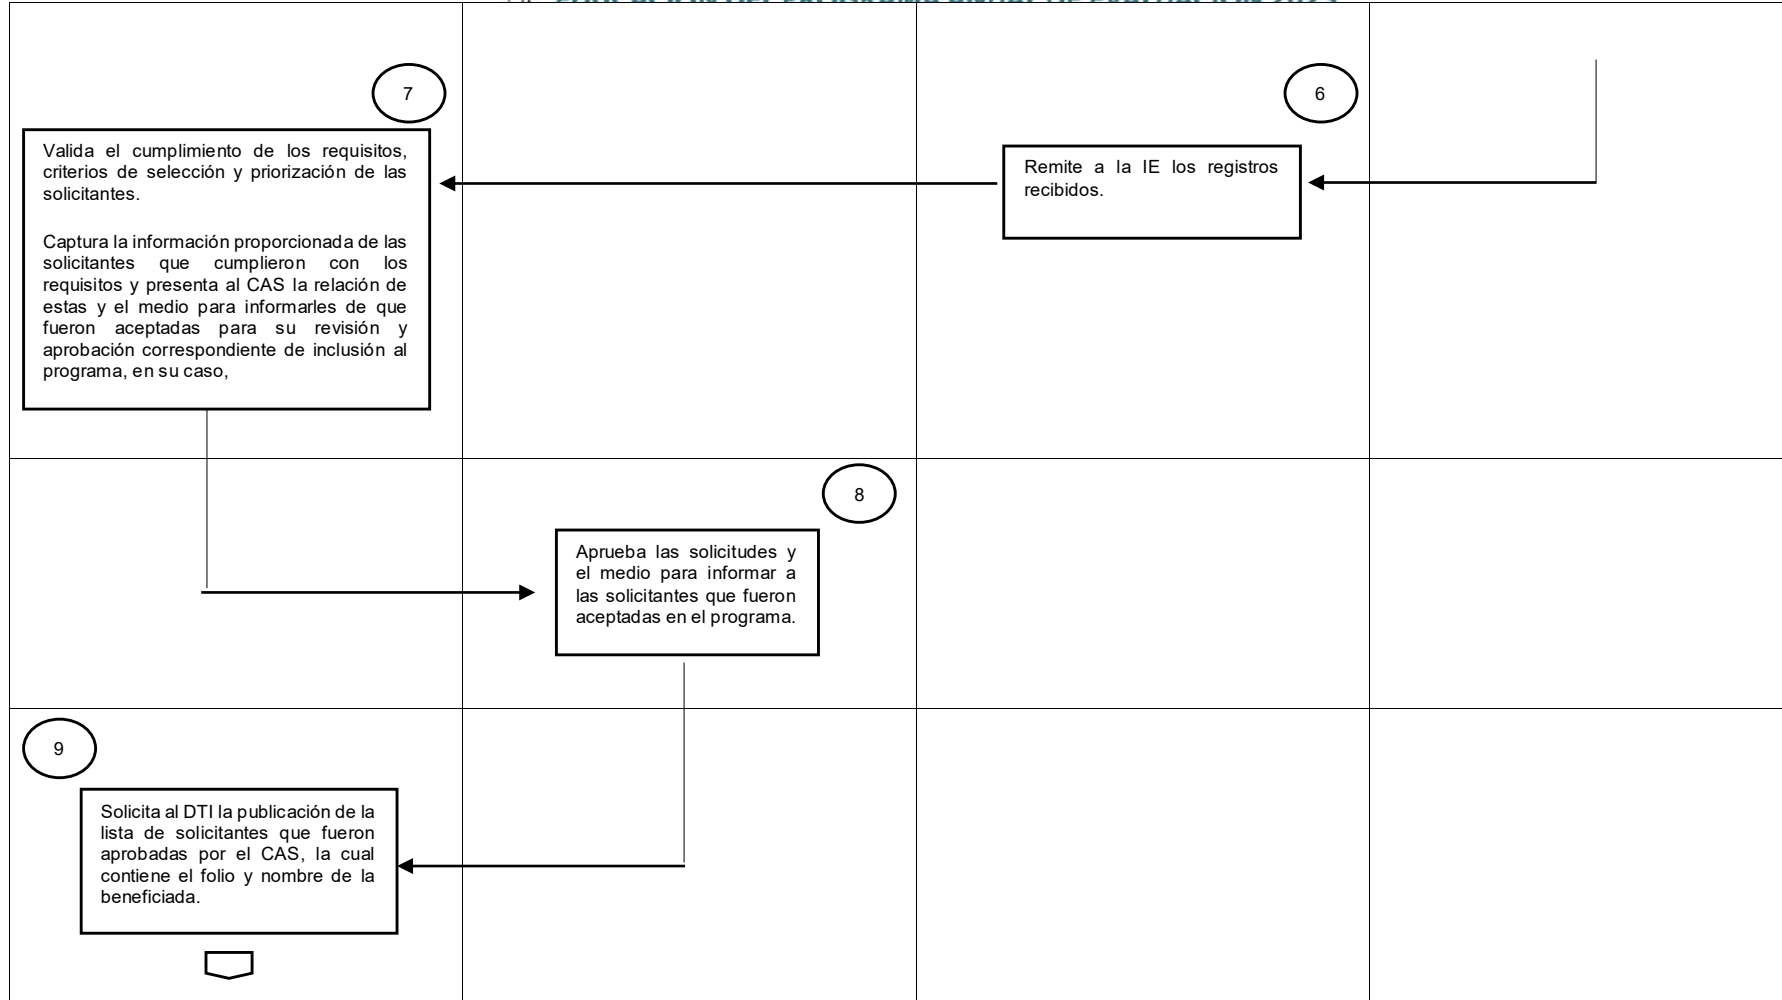 7
Valida el cumplimiento de los requisitos,
criterios de selección y priorización de las
solicitantes.
Captura la información proporcionada de las
solicitantes que cumplieron con los
requisitos y presenta al CAS la relación de
estas y el medio para informarles de que
fueron aceptadas para su revisión y
aprobación correspondiente de inclusión al
programa, en su caso,
6
Remite a la IE los registros
recibidos.
8
Aprueba las solicitudes y
el medio para informar a
las solicitantes que fueron
aceptadas en el programa.
9
Solicita al DTI la publicación de la
lista de solicitantes que fueron
aprobadas por el CAS, la cual
contiene el folio y nombre de la
beneficiada.